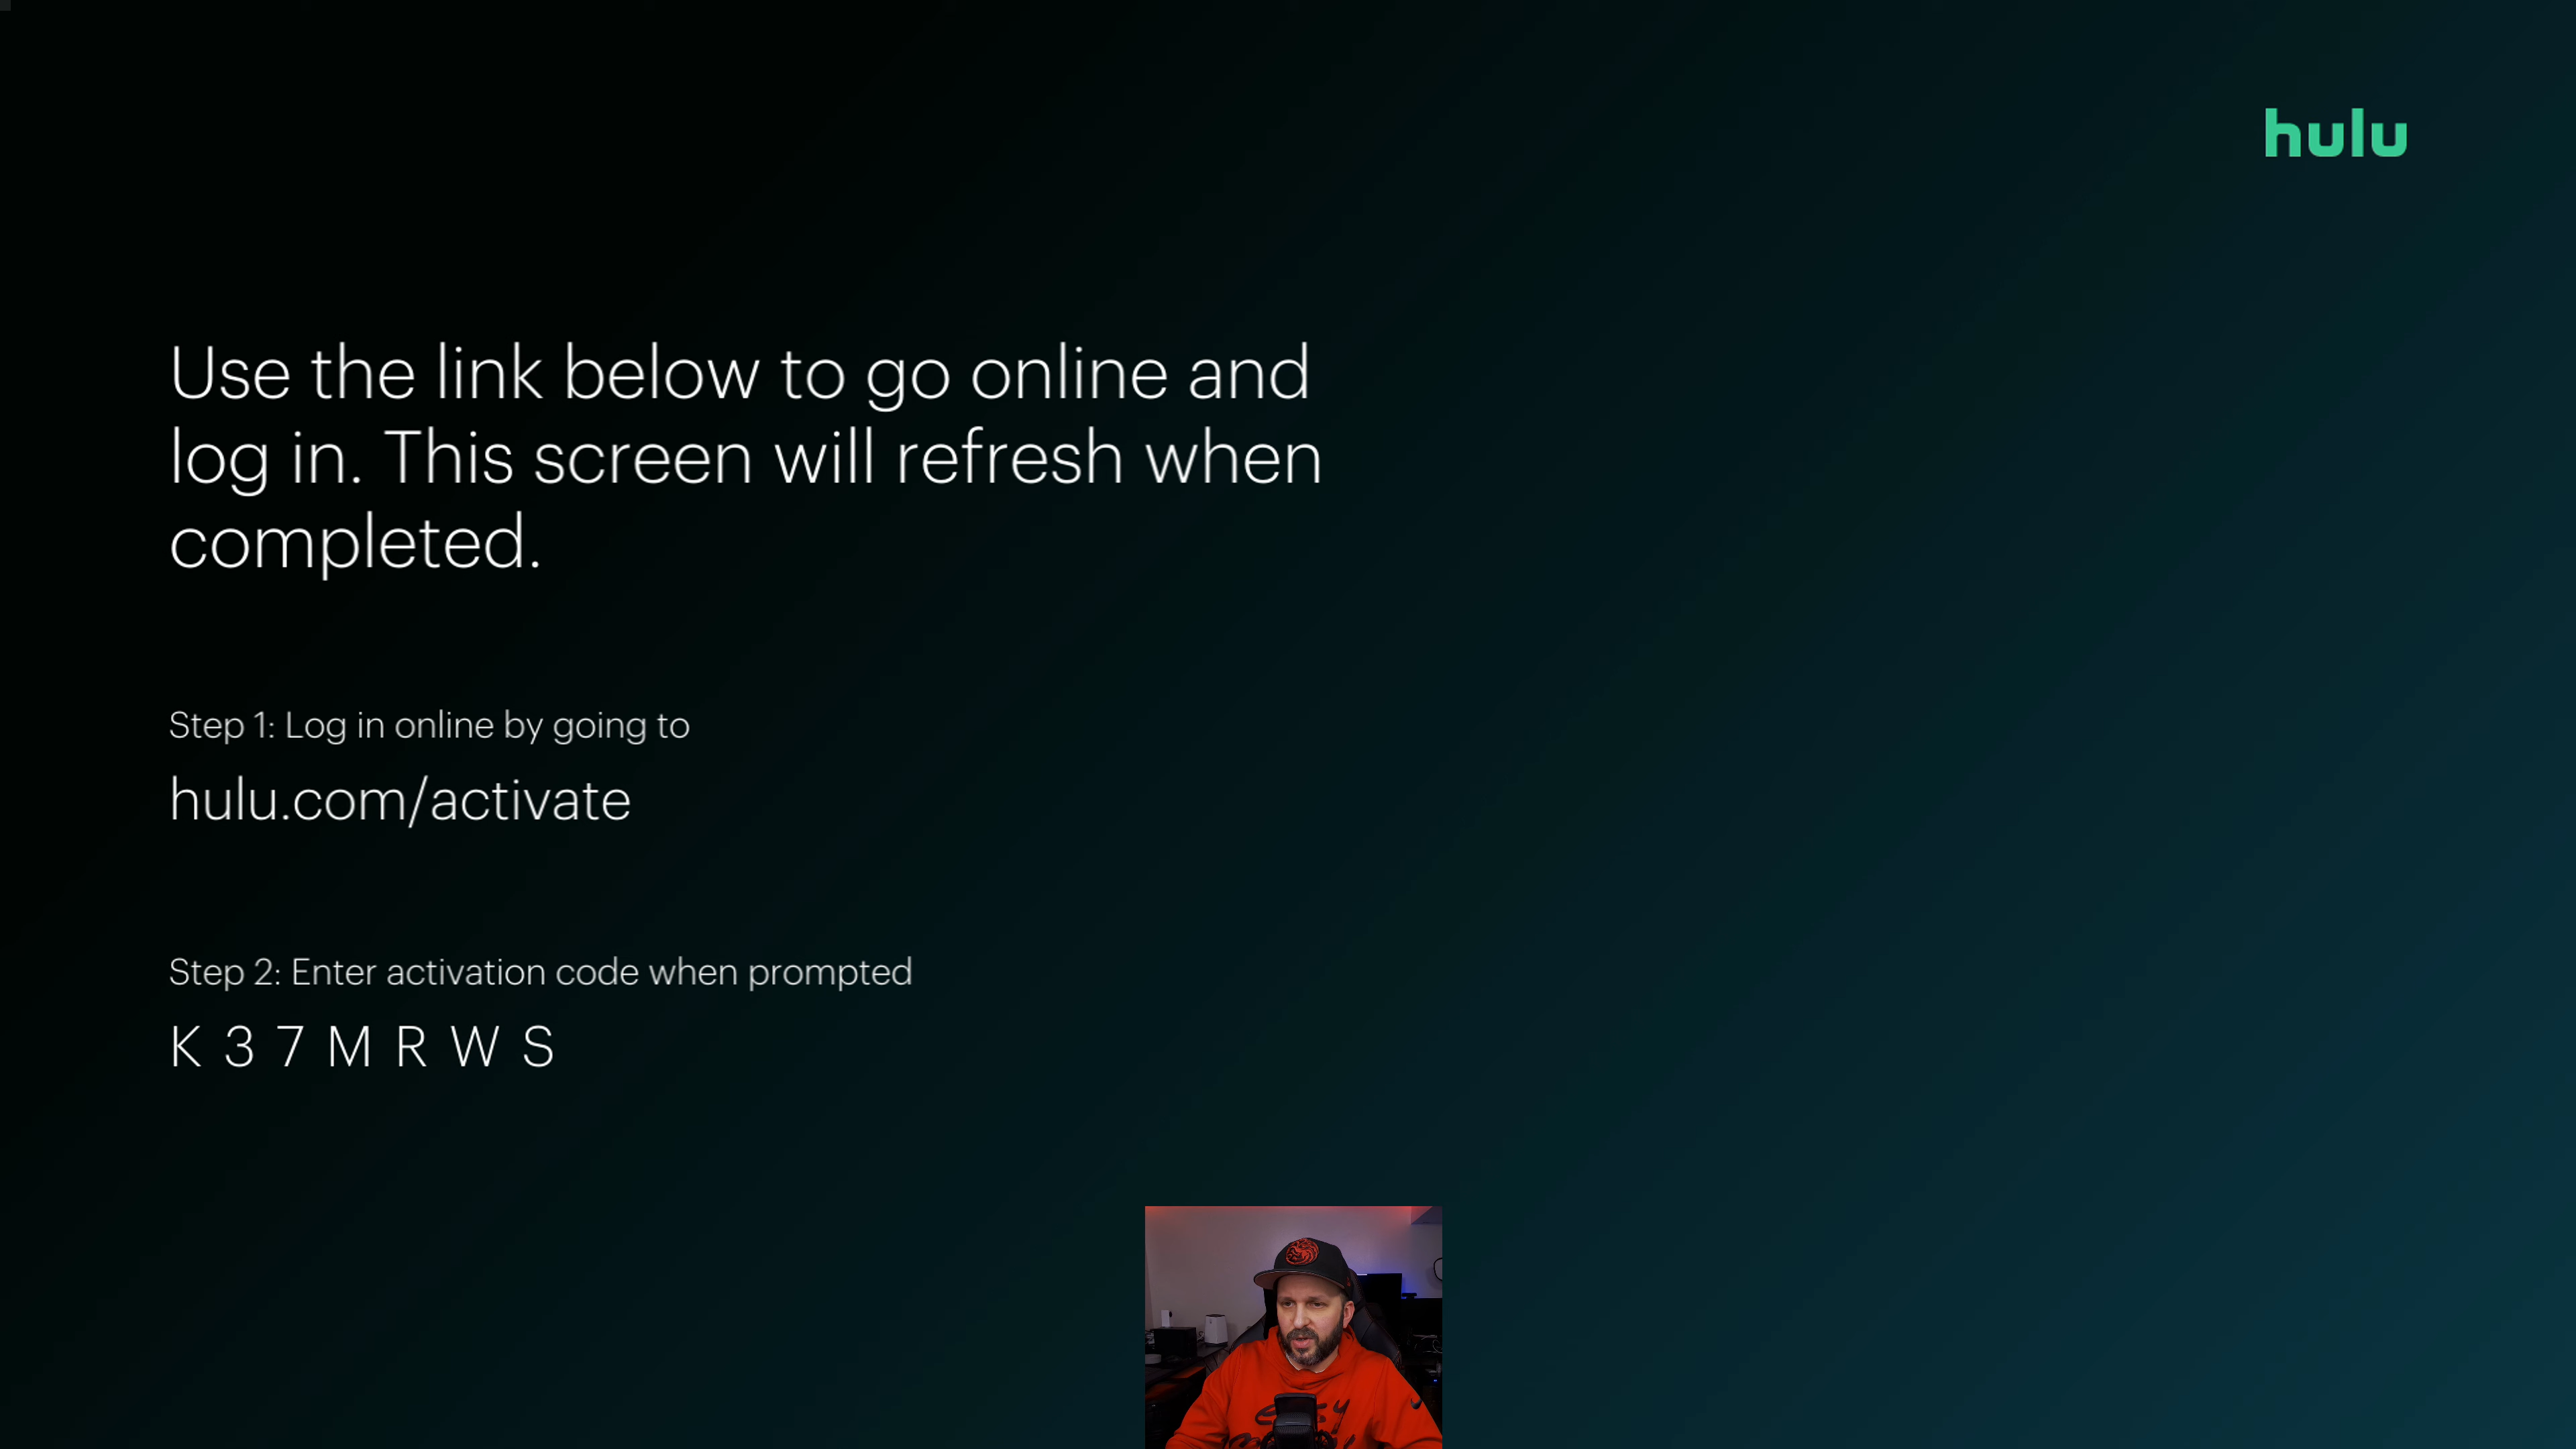 hulu
Use the link below to go online and
log in. This screen will refresh when
completed.
Step 1: Log in online by going to
hulu.com/activate
Step 2: Enter activation code when prompted
K 3 7 M R W S